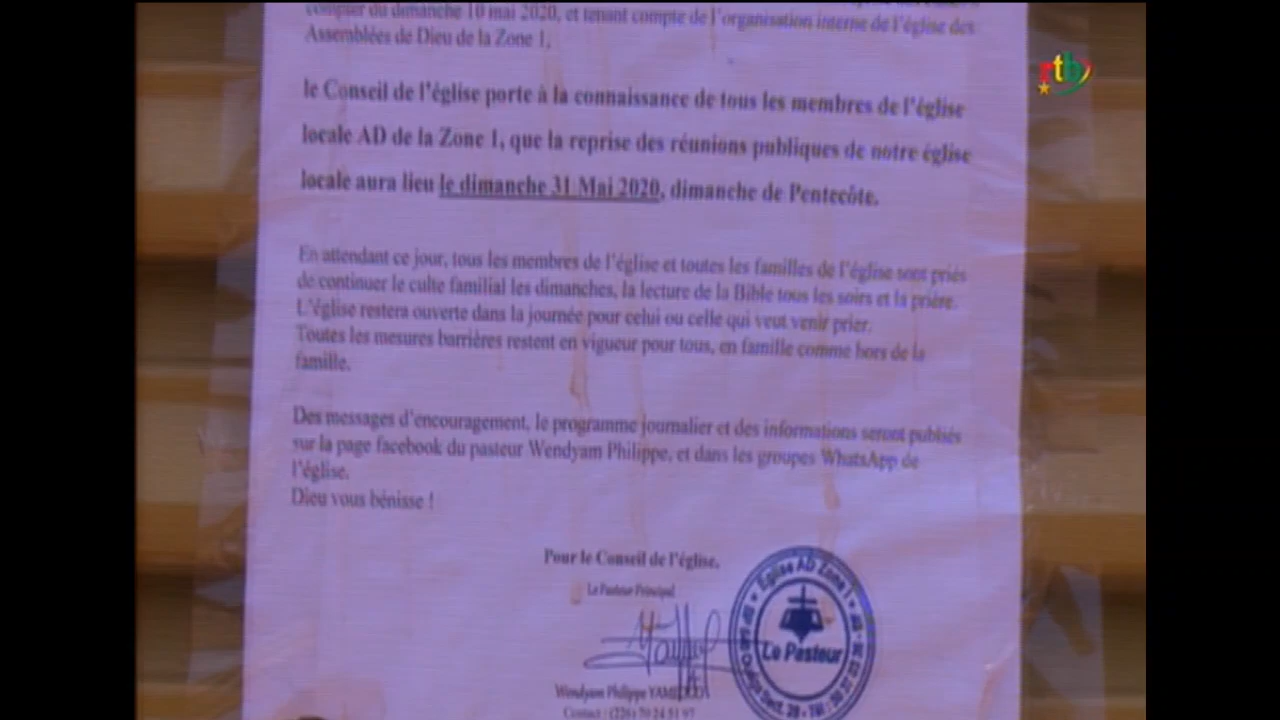 compter du dimanche 10 mai 2020, et tenant compte de l'organisation interne de l'église des
Assemblées de Dieu de la Zone 1,
rtb
le Conseil de l'église porte à la connaissance de tous les membres de l'église
locale AD de la Zone 1, que la reprise des réunions publiques de notre église
locale aura lieu le dimanche 31 Mai 2020, dimanche de Pentecôte.
En attendant ce jour, tous les membres de l'église et toutes les familles de l'église sont priés
de continuer le culte familial les dimanches, la lecture de la Bible tous les soirs et la prière.
L'église restera ouverte dans la journée pour celui ou celle qui veut venir prier.
Toutes les mesures barrières restent en vigueur pour tous, en famille comme hors de la
famille.
Des messages d'encouragement, le programme journalier et des informations seront publiés
sur la page facebook du pasteur Wendyam Philippe, et dans les groupes WhatsApp de
l'église.
Dieu vous bénisse !
Pour le Conseil de l'église,
Le Pasteur Principal
Eglise AD Zone 1
Le Pasteur
Wendyam Philippe
Contact : (226) 70 24 51 97